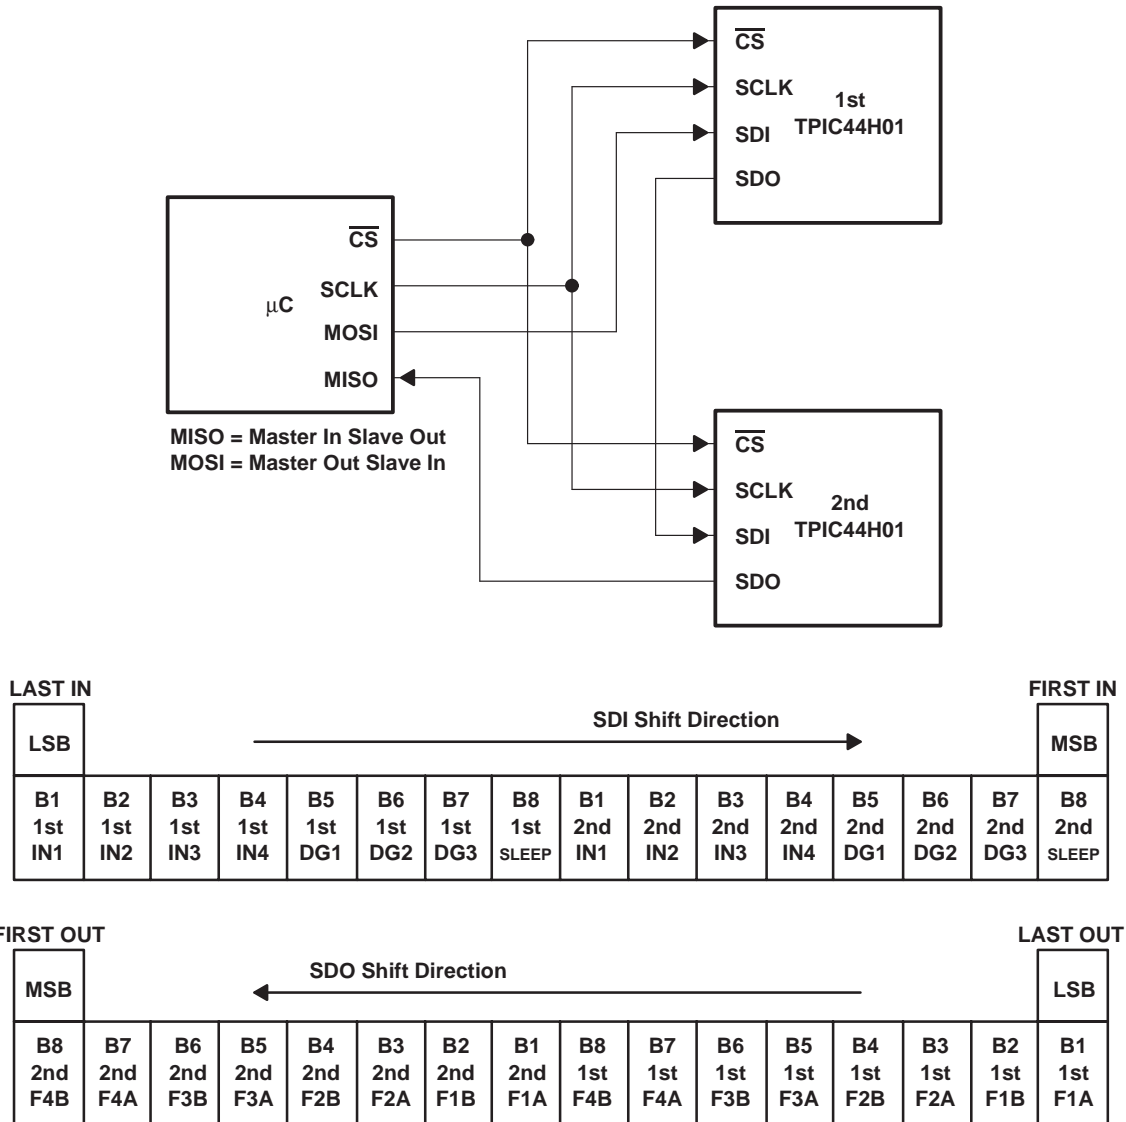 CS
SCLK
SDI
SDO
1st
TPIC44H01
CS
SCLK
MOSI
MISO
μC
MISO = Master In Slave Out
MOSI = Master Out Slave In
CS
SCLK
SDI
SDO
2nd
TPIC44H01
LAST IN FIRST IN
LSB SDI Shift Direction MSB
B1 B2 B3 B4 B5 B6 B7 B8 B1 B2 B3 B4 B5 B6 B7 B8
1st 1st 1st 1st 1st 1st 1st 1st 2nd 2nd 2nd 2nd 2nd 2nd 2nd 2nd
IN1 IN2 IN3 IN4 DG1 DG2 DG3 SLEEP IN1 IN2 IN3 IN4 DG1 DG2 DG3 SLEEP
FIRST OUT LAST OUT
MSB SDO Shift Direction LSB
B8 B7 B6 B5 B4 B3 B2 B1 B8 B7 B6 B5 B4 B3 B2 B1
2nd 2nd 2nd 2nd 2nd 2nd 2nd 2nd 1st 1st 1st 1st 1st 1st 1st 1st
F4B F4A F3B F3A F2B F2A F1B F1A F4B F4A F3B F3A F2B F2A F1B F1A